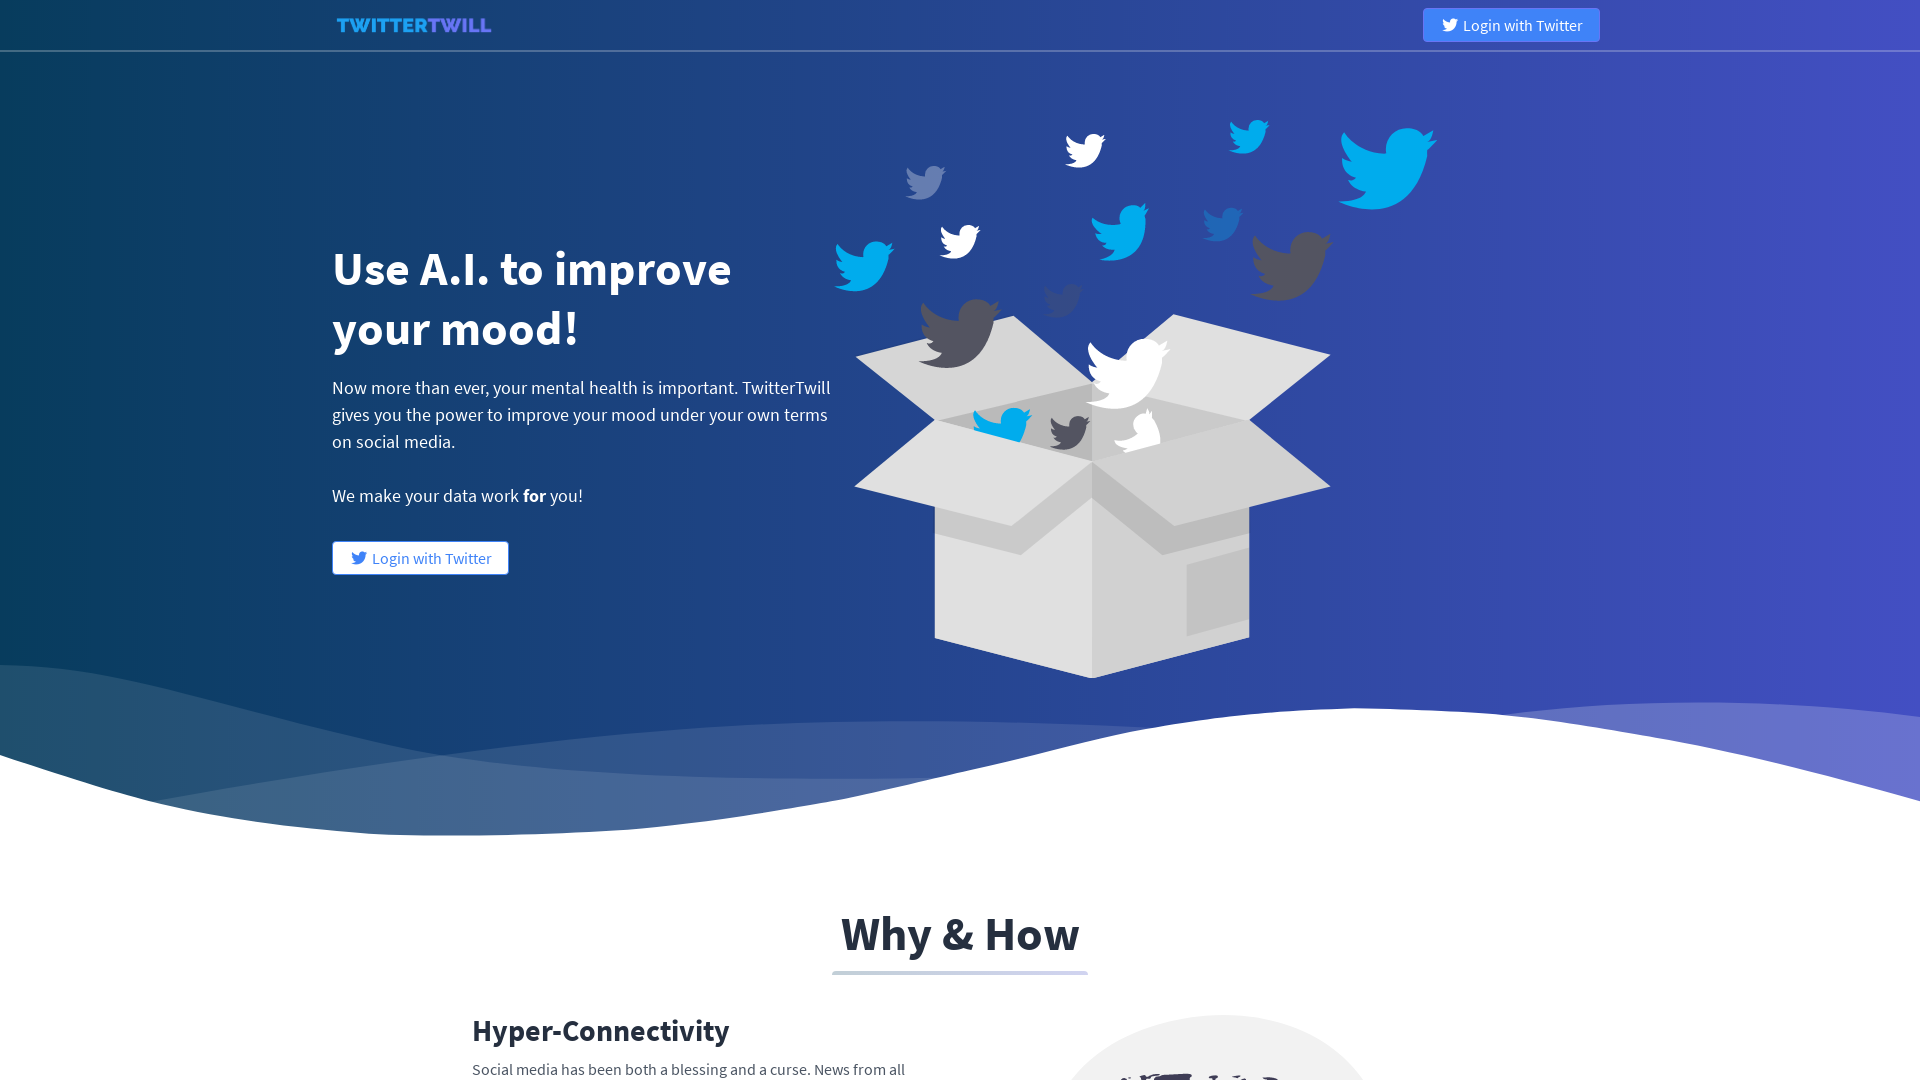 TWITTERTWILL
Login with Twitter
Use A.I. to improve
your mood!
Now more than ever, your mental health is important. TwitterTwill
gives you the power to improve your mood under your own terms
on social media.
We make your data work for you!
Login with Twitter
Why & How
Hyper-Connectivity
Social media has been both a blessing and a curse. News from all